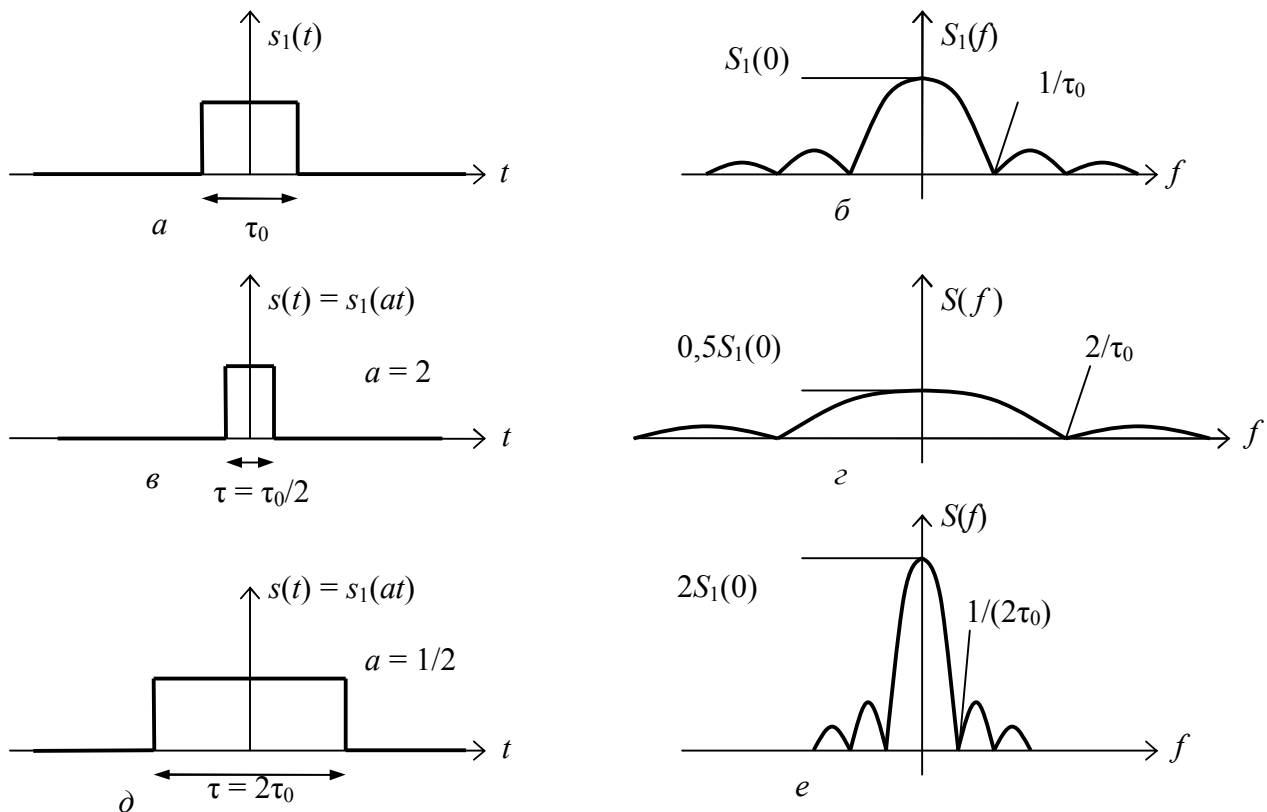 s₁(t)
t
а
τ₀
S₁(f)
S₁(0)
1/τ₀
f
б
s(t) = s₁(at)
a = 2
t
в
τ = τ₀/2
S(f)
0,5S₁(0)
2/τ₀
f
г
s(t) = s₁(at)
a = 1/2
t
д
τ = 2τ₀
S(f)
2S₁(0)
1/(2τ₀)
f
е